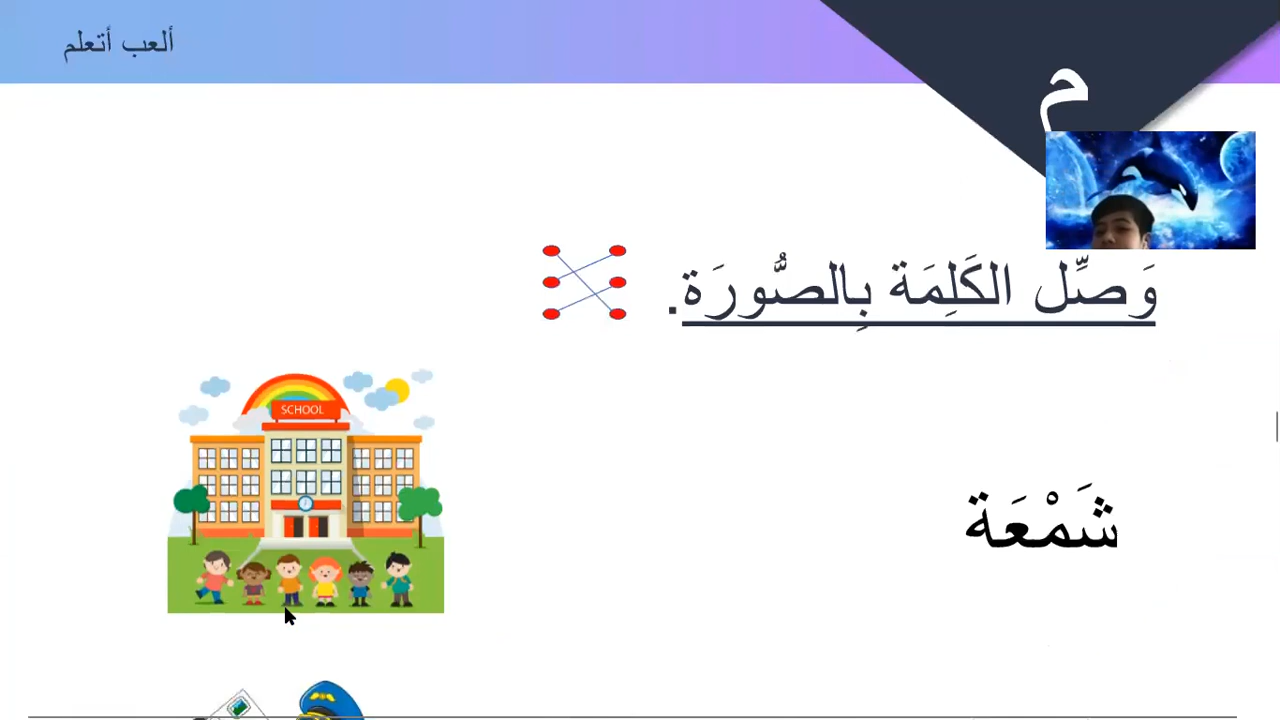 ألعب أتعلم
م
وَصِّل الكَلِمَة بِالصُّورَة.
SCHOOL
شَمْعَة